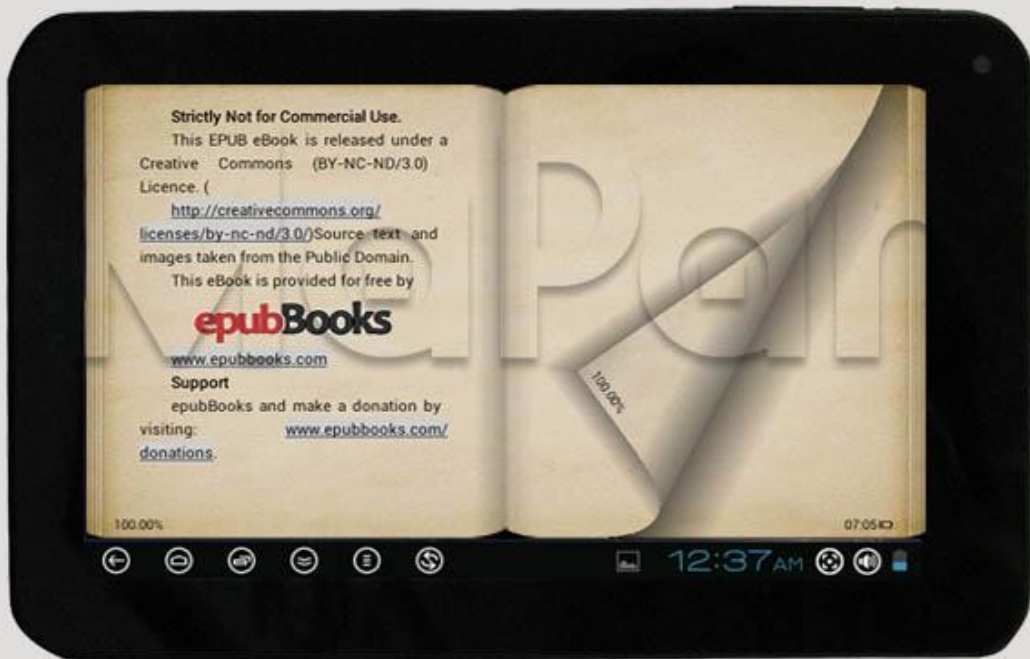 Strictly Not for Commercial Use.
This EPUB eBook is released under a
Creative Commons (BY-NC-ND/3.0)
Licence. (
http://creativecommons.org/
licenses/by-nc-nd/3.0/)Source text and
images taken from the Public Domain.
This eBook is provided for free by
epubBooks
www.epubbooks.com
Support
epubBooks and make a donation by
visiting: www.epubbooks.com/
donations.
100.00%
100.00%
07:05
12:37AM
MaPan